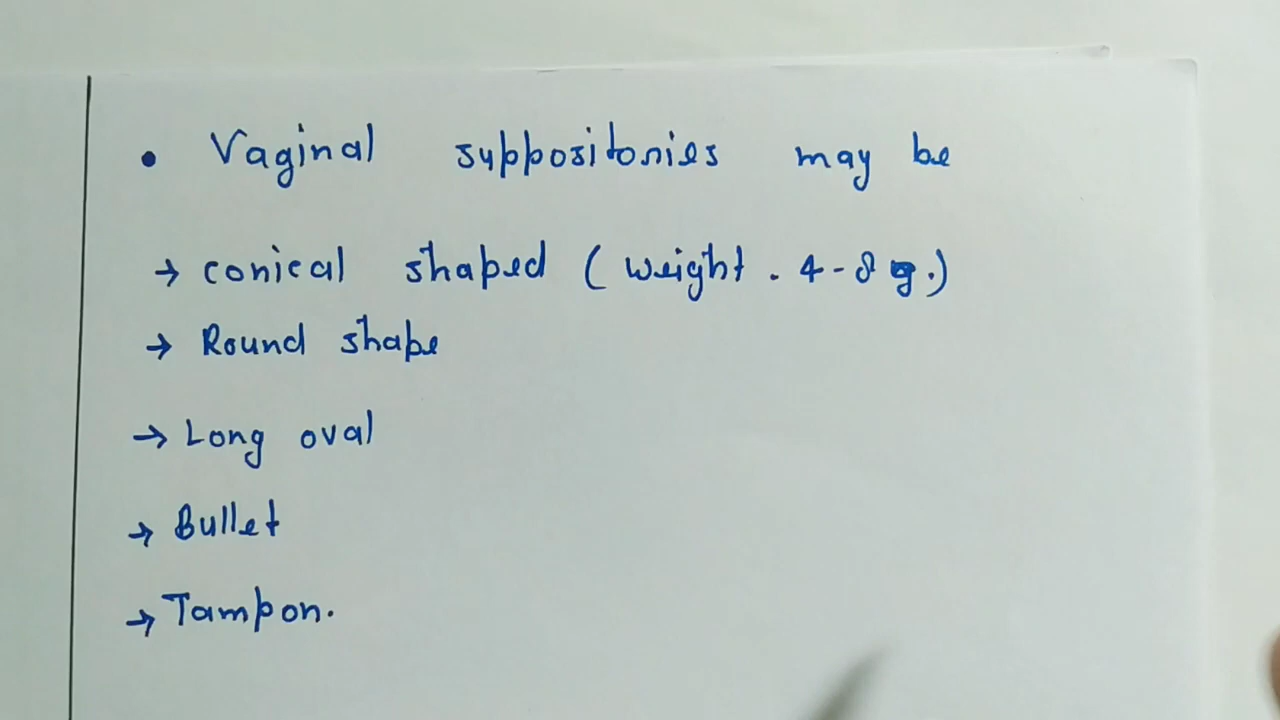 • Vaginal suppositories may be
→ conical shaped (weight. 4-8 g.)
→ Round shape
→ Long oval
→ Bullet
→ Tampon.